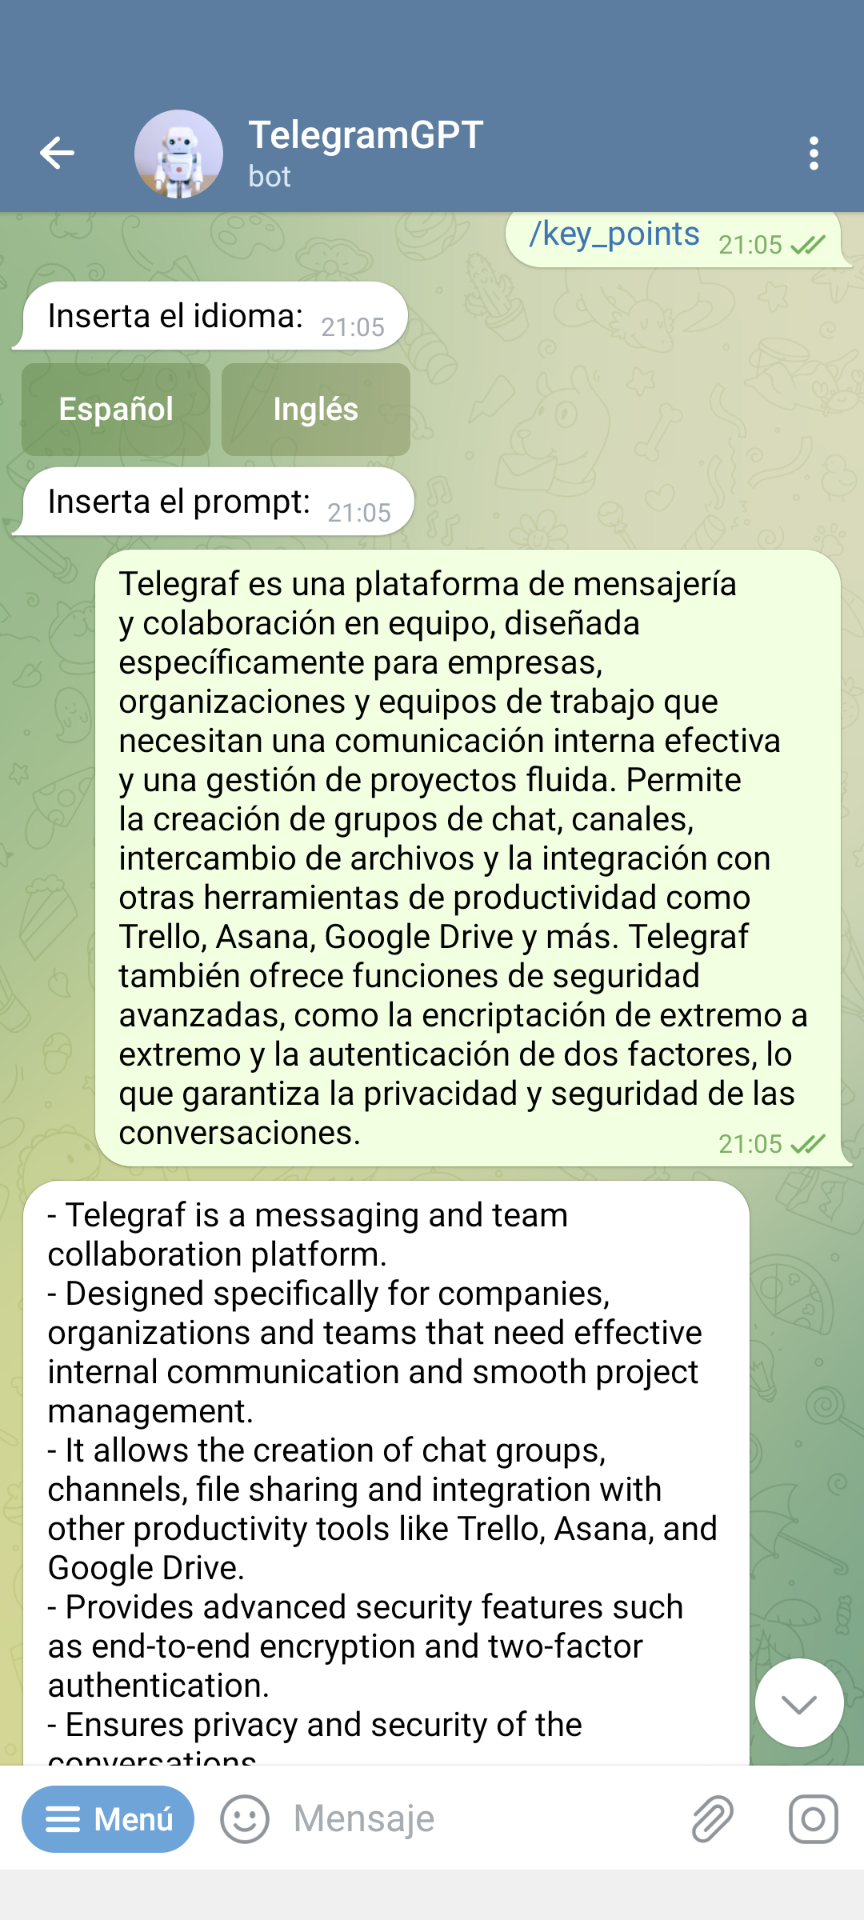 TelegramGPT
bot
/key_points 21:05
Inserta el idioma: 21:05
Español Inglés
Inserta el prompt: 21:05
Telegraf es una plataforma de mensajería
y colaboración en equipo, diseñada
específicamente para empresas,
organizaciones y equipos de trabajo que
necesitan una comunicación interna efectiva
y una gestión de proyectos fluida. Permite
la creación de grupos de chat, canales,
intercambio de archivos y la integración con
otras herramientas de productividad como
Trello, Asana, Google Drive y más. Telegraf
también ofrece funciones de seguridad
avanzadas, como la encriptación de extremo a
extremo y la autenticación de dos factores, lo
que garantiza la privacidad y seguridad de las
conversaciones. 21:05
- Telegraf is a messaging and team
collaboration platform.
- Designed specifically for companies,
organizations and teams that need effective
internal communication and smooth project
management.
- It allows the creation of chat groups,
channels, file sharing and integration with
other productivity tools like Trello, Asana, and
Google Drive.
- Provides advanced security features such
as end-to-end encryption and two-factor
authentication.
- Ensures privacy and security of the
conversations
Menú Mensaje